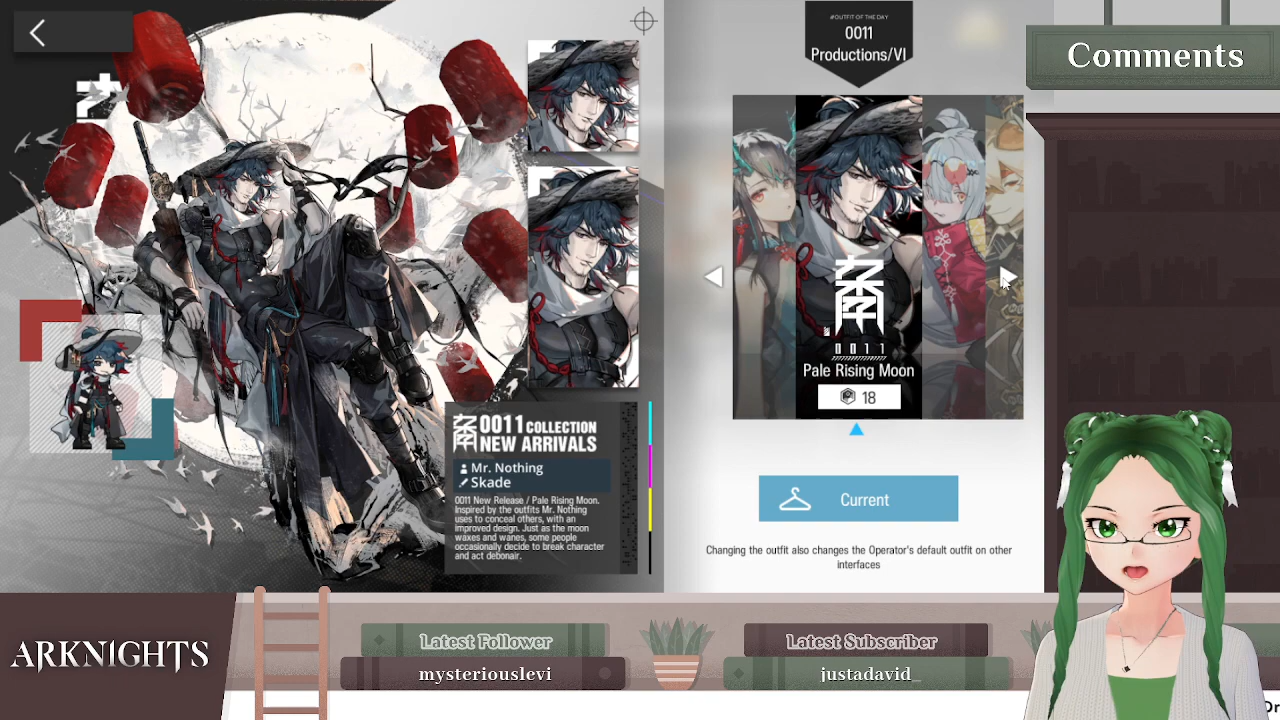 #OUTFIT OF THE DAY
0011
Productions/VI
Comments
0011
Pale Rising Moon
18
0011 COLLECTION
NEW ARRIVALS
Mr. Nothing
Skade
0011 New Release / Pale Rising Moon.
Inspired by the outfits Mr. Nothing
uses to conceal others, with an
improved design. Just as the moon
waxes and wanes, some people
occasionally decide to break character
and act debonair.
Current
Changing the outfit also changes the Operator's default outfit on other
interfaces
ARKNIGHTS
Latest Follower
mysteriouslevi
Latest Subscriber
justadavid_